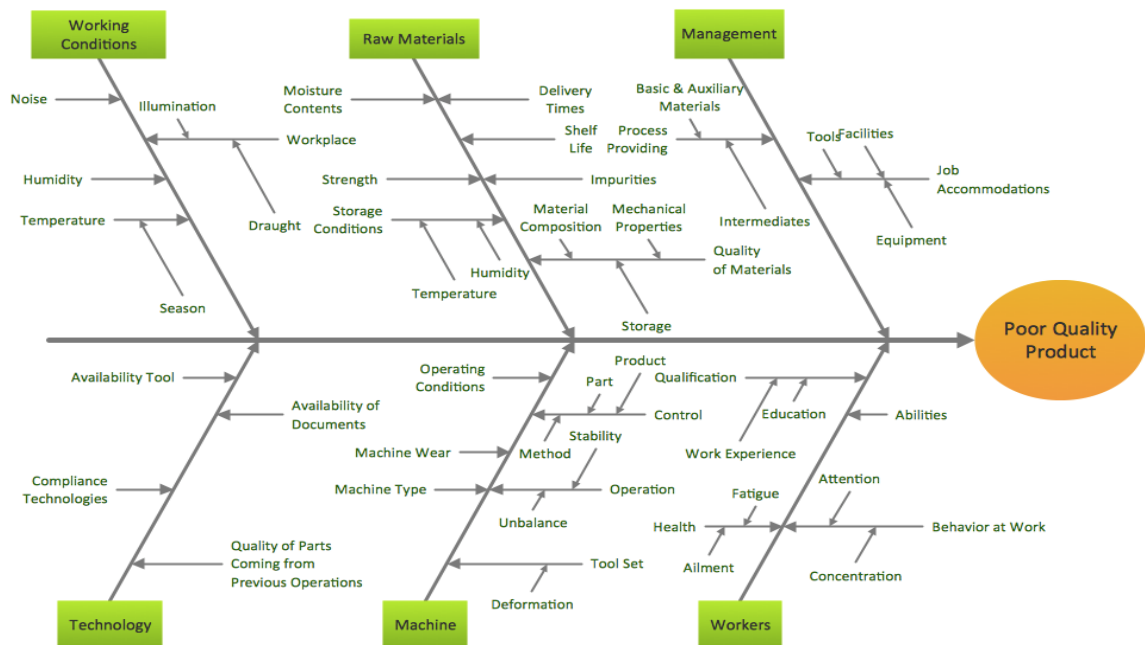 Working
Conditions
Raw Materials
Management
Noise
Illumination
Workplace
Humidity
Temperature
Draught
Season
Moisture
Contents
Delivery
Times
Shelf
Life
Strength
Impurities
Storage
Conditions
Humidity
Temperature
Material
Composition
Mechanical
Properties
Quality
of Materials
Storage
Basic & Auxiliary
Materials
Process
Providing
Intermediates
Tools
Facilities
Job
Accommodations
Equipment
Poor Quality
Product
Availability Tool
Availability of
Documents
Compliance
Technologies
Quality of Parts
Coming from
Previous Operations
Operating
Conditions
Part
Product
Control
Method
Machine Wear
Stability
Machine Type
Operation
Unbalance
Tool Set
Deformation
Qualification
Education
Work Experience
Abilities
Attention
Fatigue
Health
Ailment
Behavior at Work
Concentration
Technology
Machine
Workers